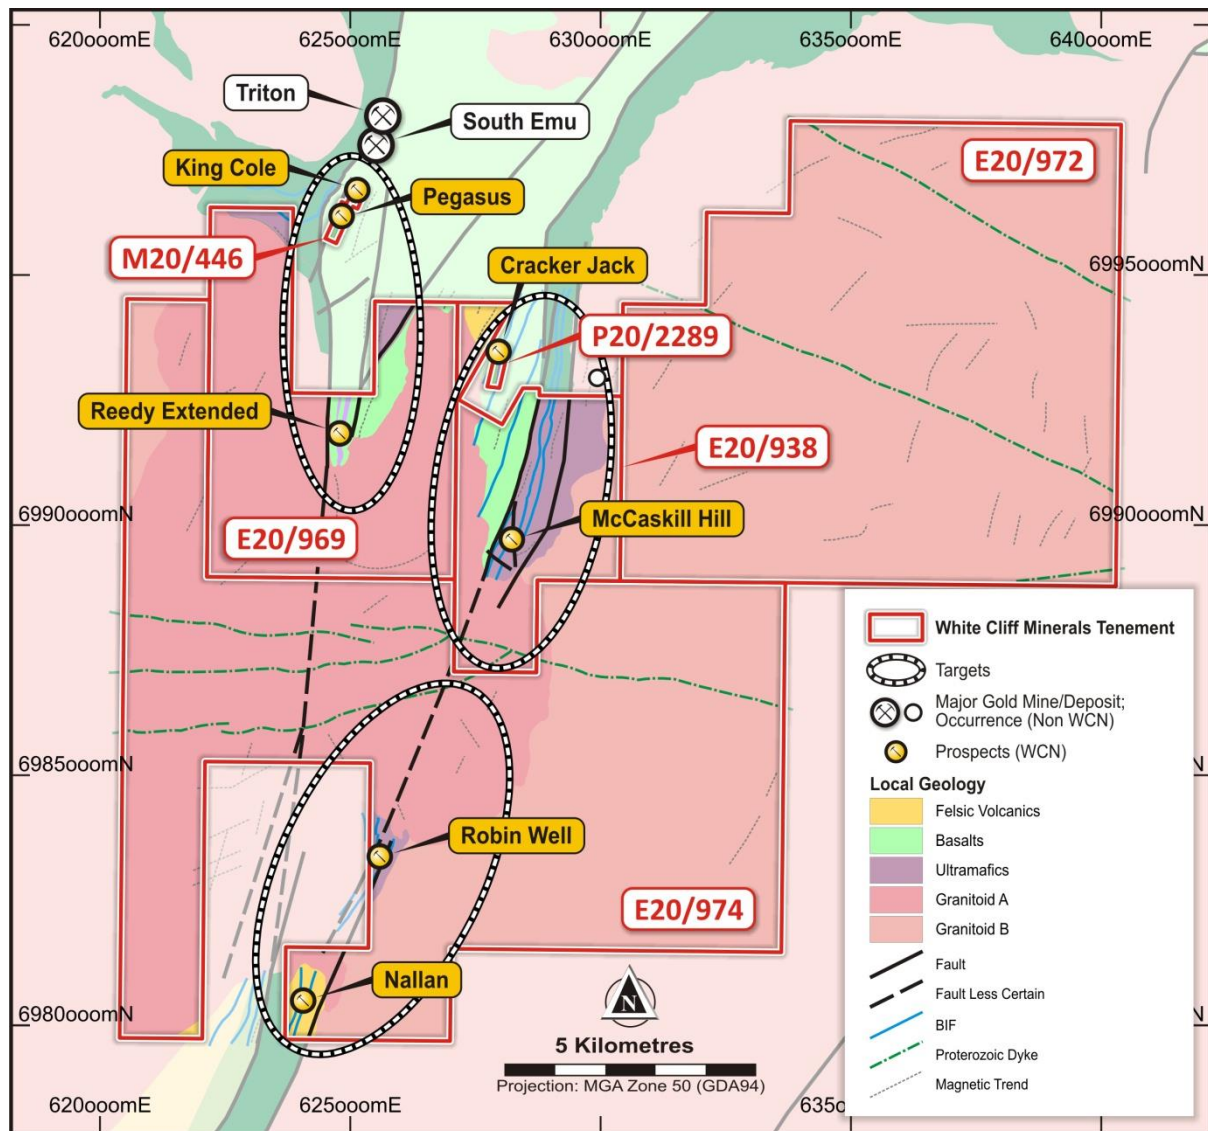 620000mE
625000mE
630000mE
635000mE
640000mE
Triton
South Emu
King Cole
Pegasus
E20/972
M20/446
Cracker Jack
6995000mN
P20/2289
Reedy Extended
E20/938
6990000mN
6990000mN
McCaskill Hill
E20/969
White Cliff Minerals Tenement
Targets
Major Gold Mine/Deposit;
Occurrence (Non WCN)
Prospects (WCN)
Local Geology
Felsic Volcanics
Basalts
Ultramafics
Granitoid A
Granitoid B
Fault
Fault Less Certain
BIF
Proterozoic Dyke
Magnetic Trend
6985000mN
N
Robin Well
E20/974
Nallan
6980000mN
N
N
5 Kilometres
Projection: MGA Zone 50 (GDA94)
620000mE
625000mE
635